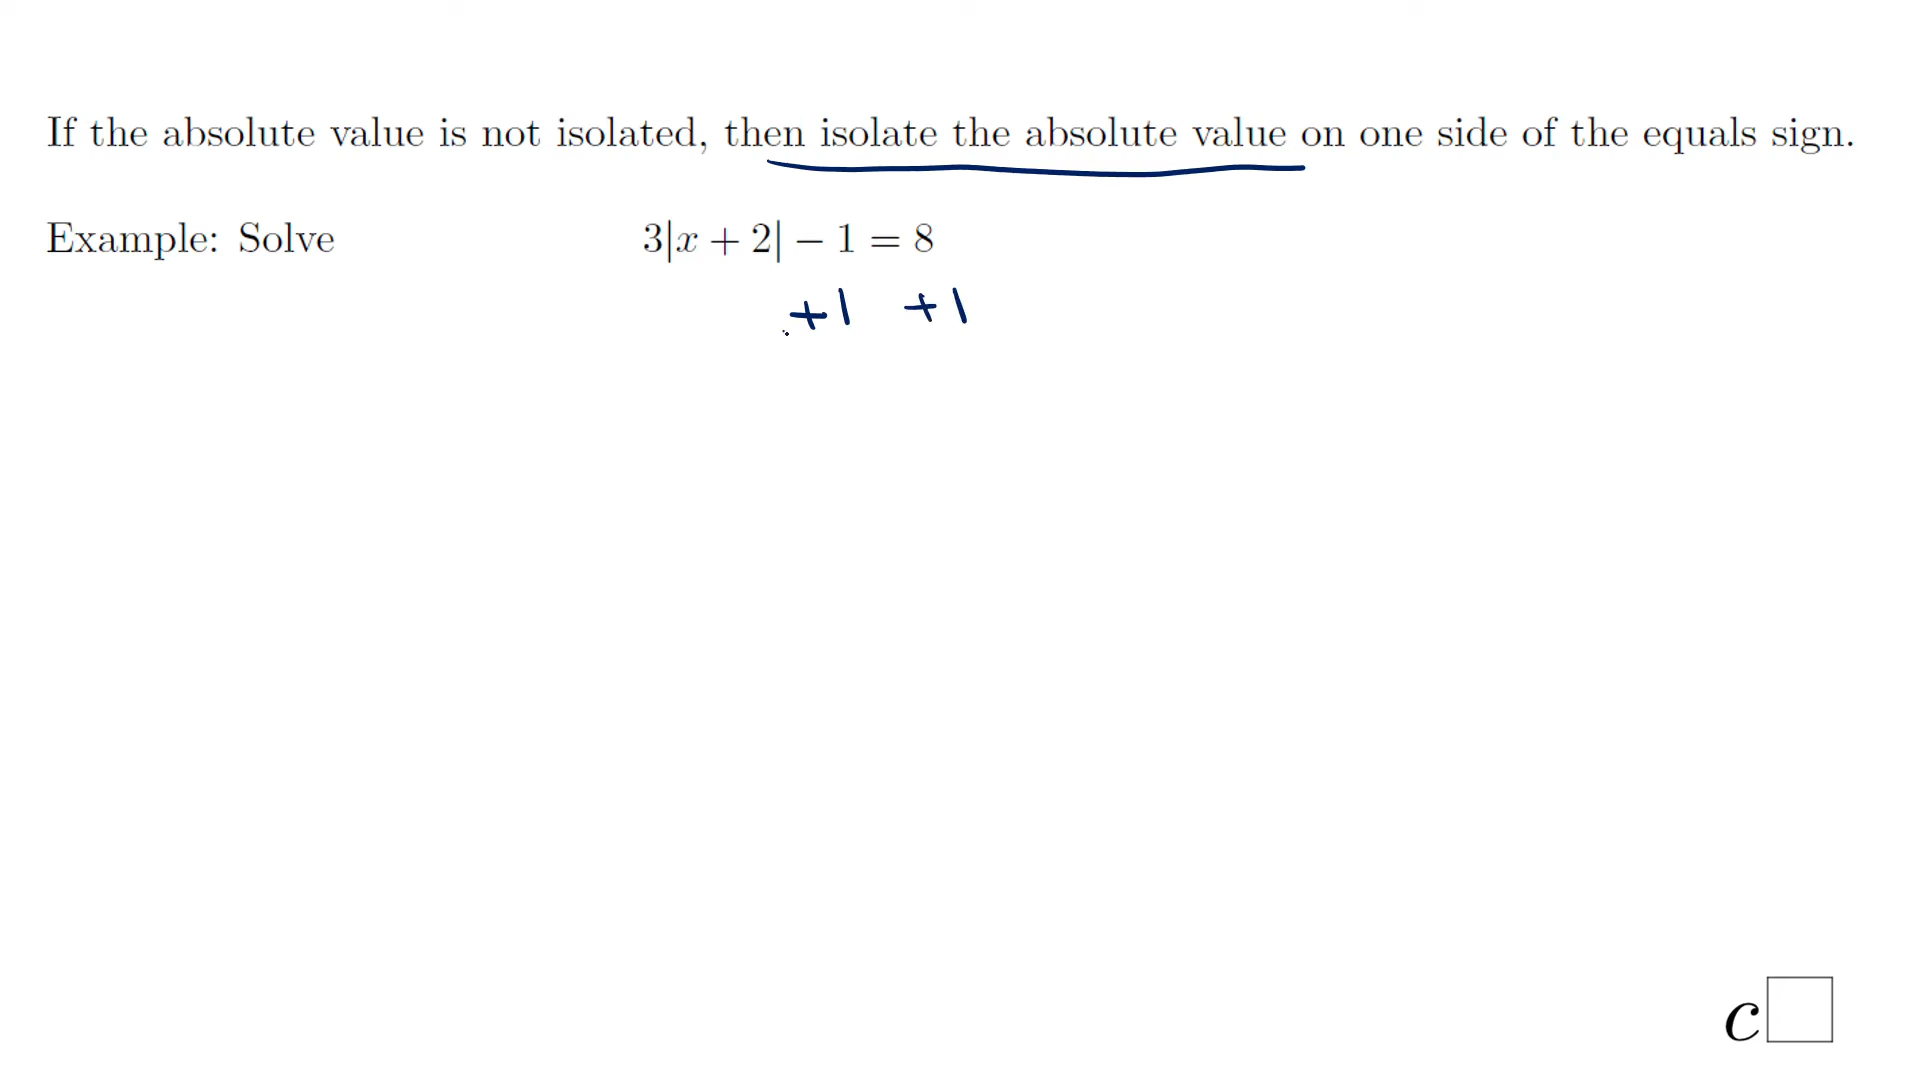 If the absolute value is not isolated, then isolate the absolute value on one side of the equals sign.
Example: Solve 3|x + 2| − 1 = 8
+1 +1
c